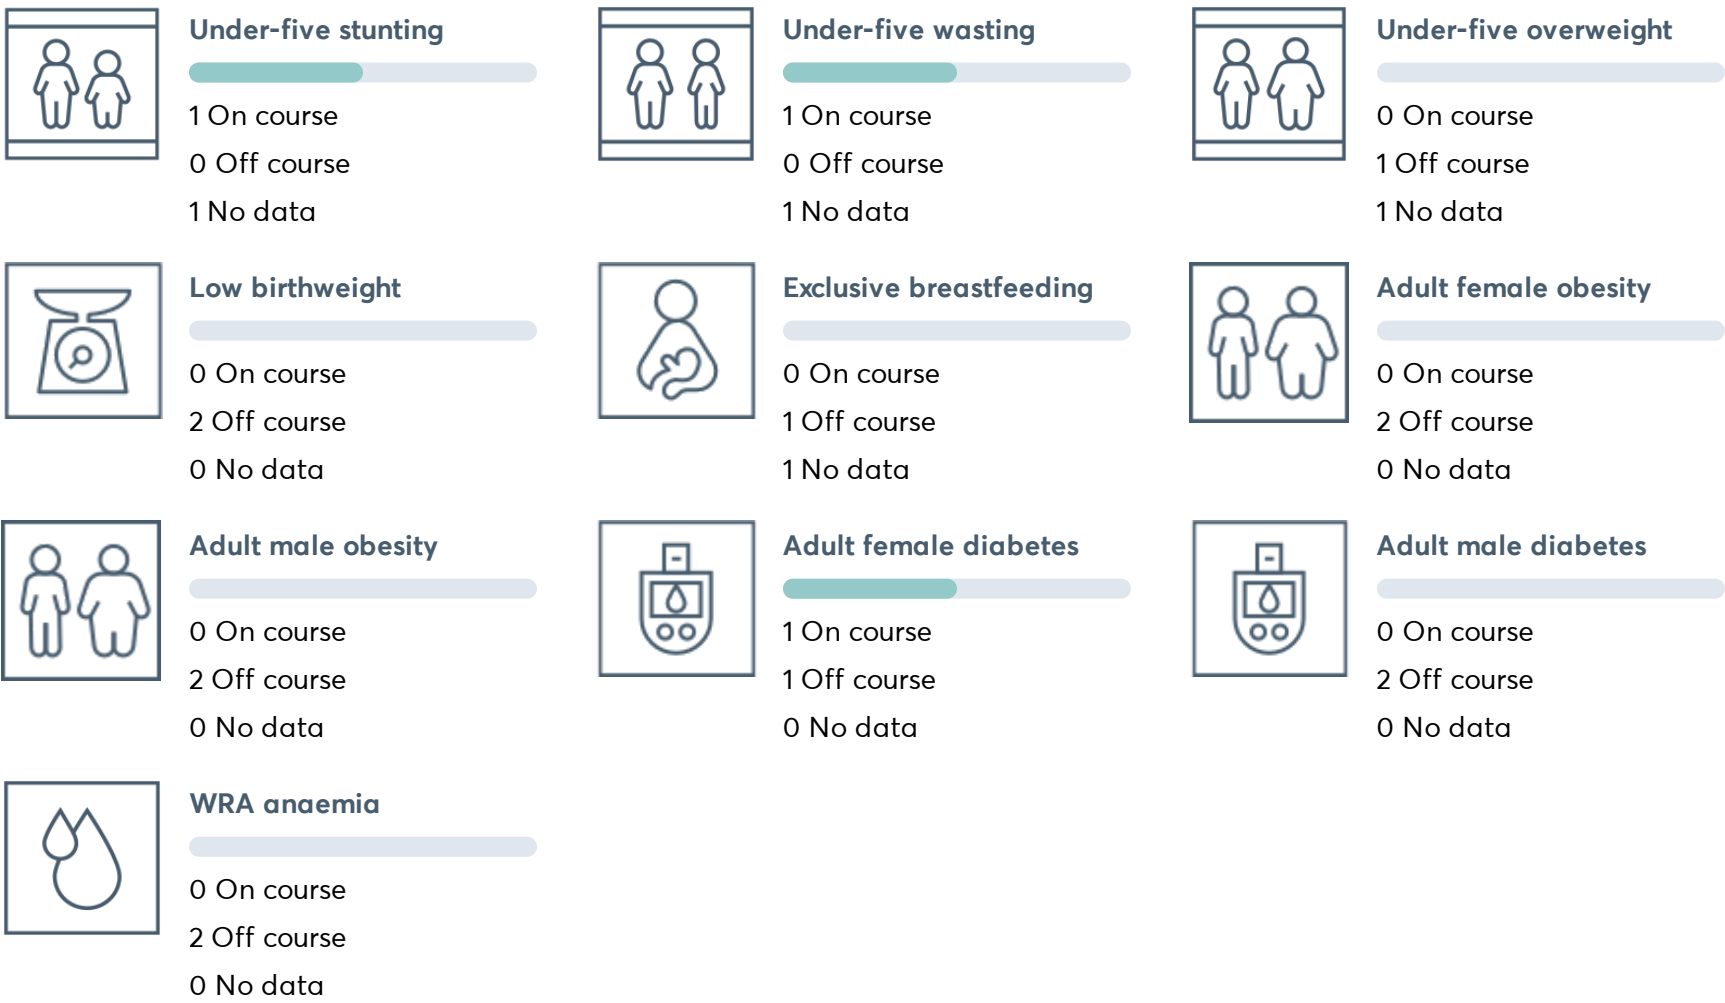 Under-five stunting
1 On course
0 Off course
1 No data
Under-five wasting
1 On course
0 Off course
1 No data
Under-five overweight
0 On course
1 Off course
1 No data
Low birthweight
0 On course
2 Off course
0 No data
Exclusive breastfeeding
0 On course
1 Off course
1 No data
Adult female obesity
0 On course
2 Off course
0 No data
Adult male obesity
0 On course
2 Off course
0 No data
Adult female diabetes
1 On course
1 Off course
0 No data
Adult male diabetes
0 On course
2 Off course
0 No data
WRA anaemia
0 On course
2 Off course
0 No data